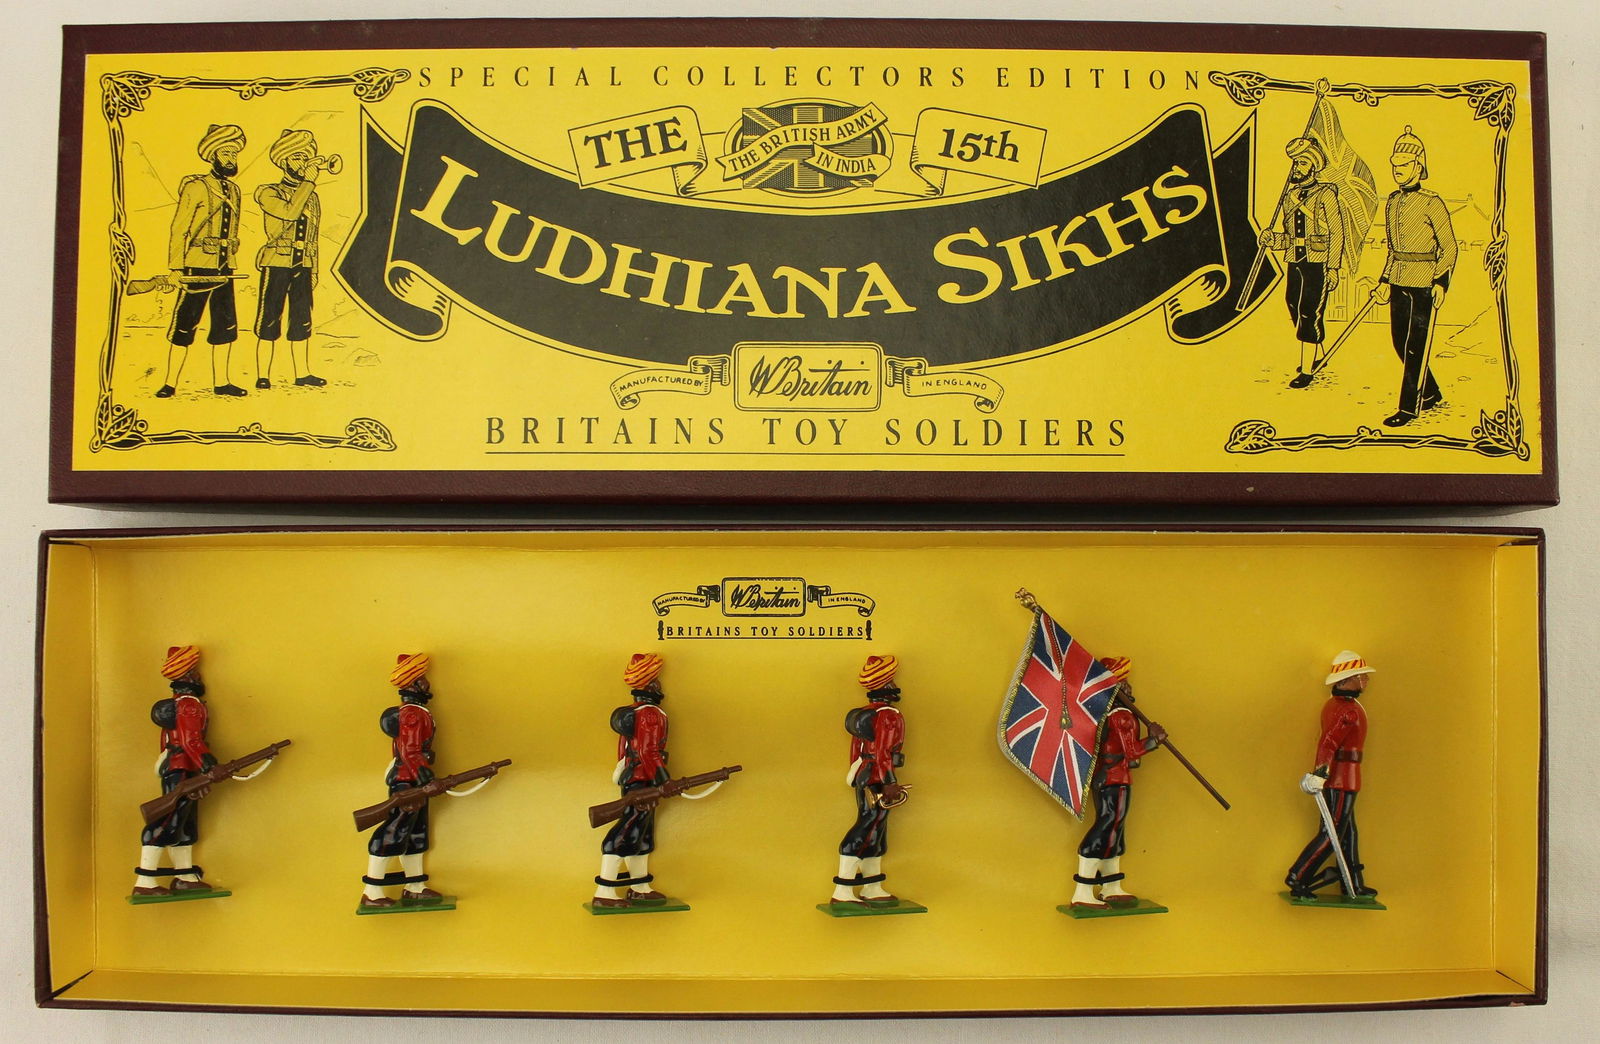 SPECIAL COLLECTORS EDITION
THE
THE BRITISH ARMY
IN INDIA
15th
LUDHIANA SIKHS
MANUFACTURED BY
W Britain
IN ENGLAND
BRITAINS TOY SOLDIERS
MANUFACTURED BY
W Britain
IN ENGLAND
BRITAINS TOY SOLDIERS